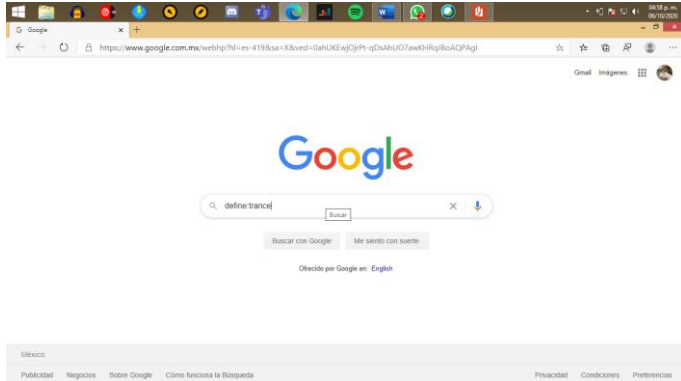 04:58 p. m.
06/10/2020
Google
https://www.google.com.mx/webhp?hl=es-419&sa=X&ved=0ahUKEwjOjrPt-qDsAhUO7awKHRqIBoAQPAgI
Gmail Imágenes
Google
define:trance
Buscar
Buscar con Google Me siento con suerte
Ofrecido por Google en: English
México
Publicidad Negocios Sobre Google Cómo funciona la Búsqueda Privacidad Condiciones Preferencias